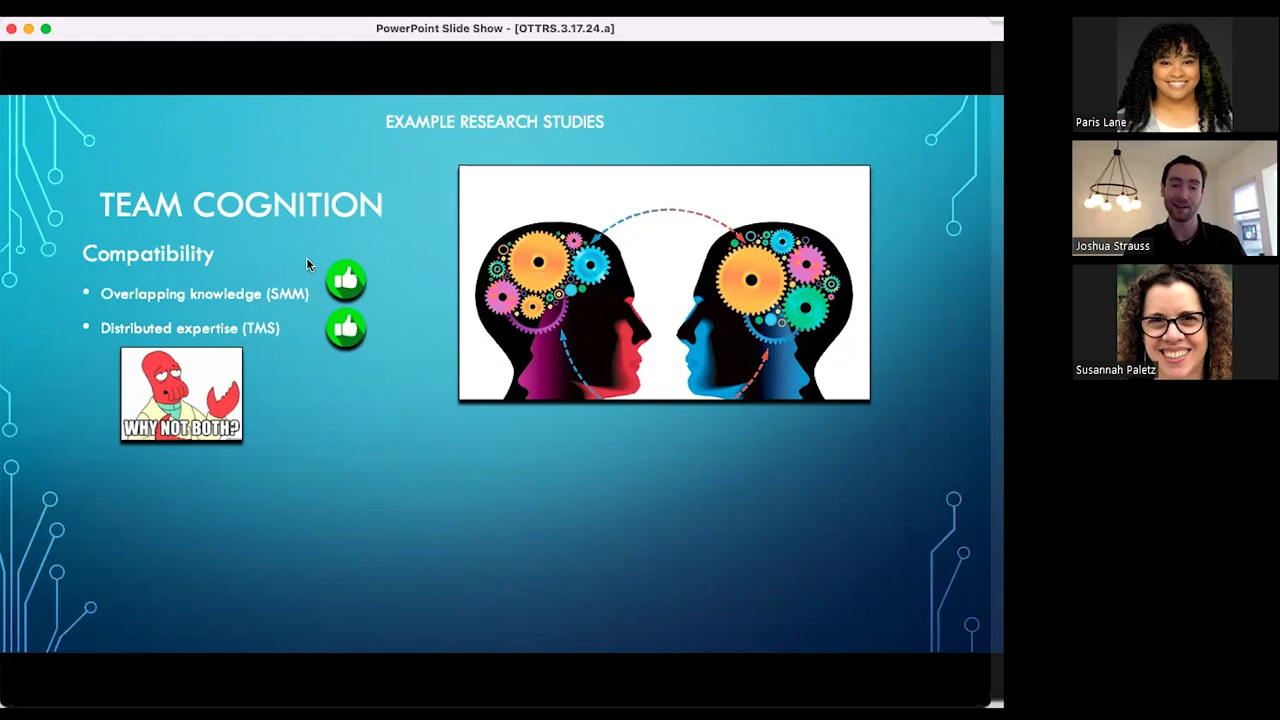 PowerPoint Slide Show - [OTTRS.3.17.24.a]
EXAMPLE RESEARCH STUDIES
TEAM COGNITION
Compatibility
• Overlapping knowledge (SMM)
• Distributed expertise (TMS)
WHY NOT BOTH?
Paris Lane
Joshua Strauss
Susannah Paletz